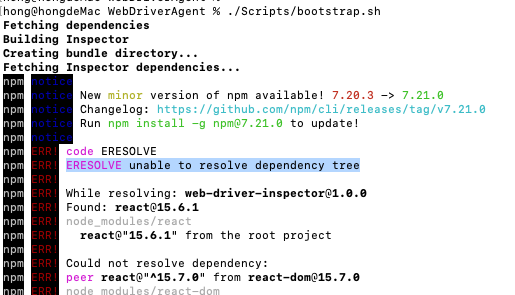 [hong@hongdeMac WebDriverAgent %
[hong@hongdeMac WebDriverAgent % ./Scripts/bootstrap.sh
Fetching dependencies
Building Inspector
Creating bundle directory...
Fetching Inspector dependencies...
npm notice
npm notice New minor version of npm available! 7.20.3 -> 7.21.0
npm notice Changelog: https://github.com/npm/cli/releases/tag/v7.21.0
npm notice Run npm install -g npm@7.21.0 to update!
npm notice
npm ERR! code ERESOLVE
npm ERR! ERESOLVE unable to resolve dependency tree
npm ERR!
npm ERR! While resolving: web-driver-inspector@1.0.0
npm ERR! Found: react@15.6.1
npm ERR! node_modules/react
npm ERR!   react@"15.6.1" from the root project
npm ERR!
npm ERR! Could not resolve dependency:
npm ERR! peer react@"^15.7.0" from react-dom@15.7.0
npm ERR! node_modules/react-dom